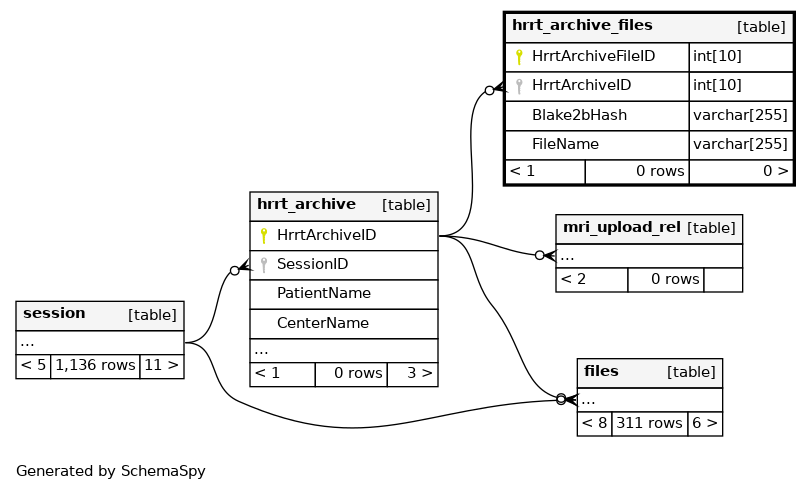 hrrt_archive_files [table]
HrrtArchiveFileID int[10]
HrrtArchiveID int[10]
Blake2bHash varchar[255]
FileName varchar[255]
< 1 0 rows 0 >
hrrt_archive [table]
HrrtArchiveID
SessionID
PatientName
CenterName
...
< 1 0 rows 3 >
mri_upload_rel [table]
...
< 2 0 rows
session [table]
...
< 5 1,136 rows 11 >
files [table]
...
< 8 311 rows 6 >
Generated by SchemaSpy